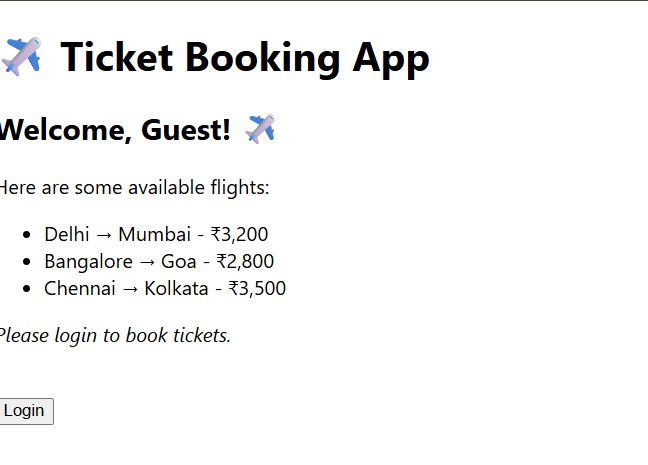 ✈️ Ticket Booking App
Welcome, Guest! ✈️
Here are some available flights:
• Delhi → Mumbai - ₹3,200
• Bangalore → Goa - ₹2,800
• Chennai → Kolkata - ₹3,500
Please login to book tickets.
Login